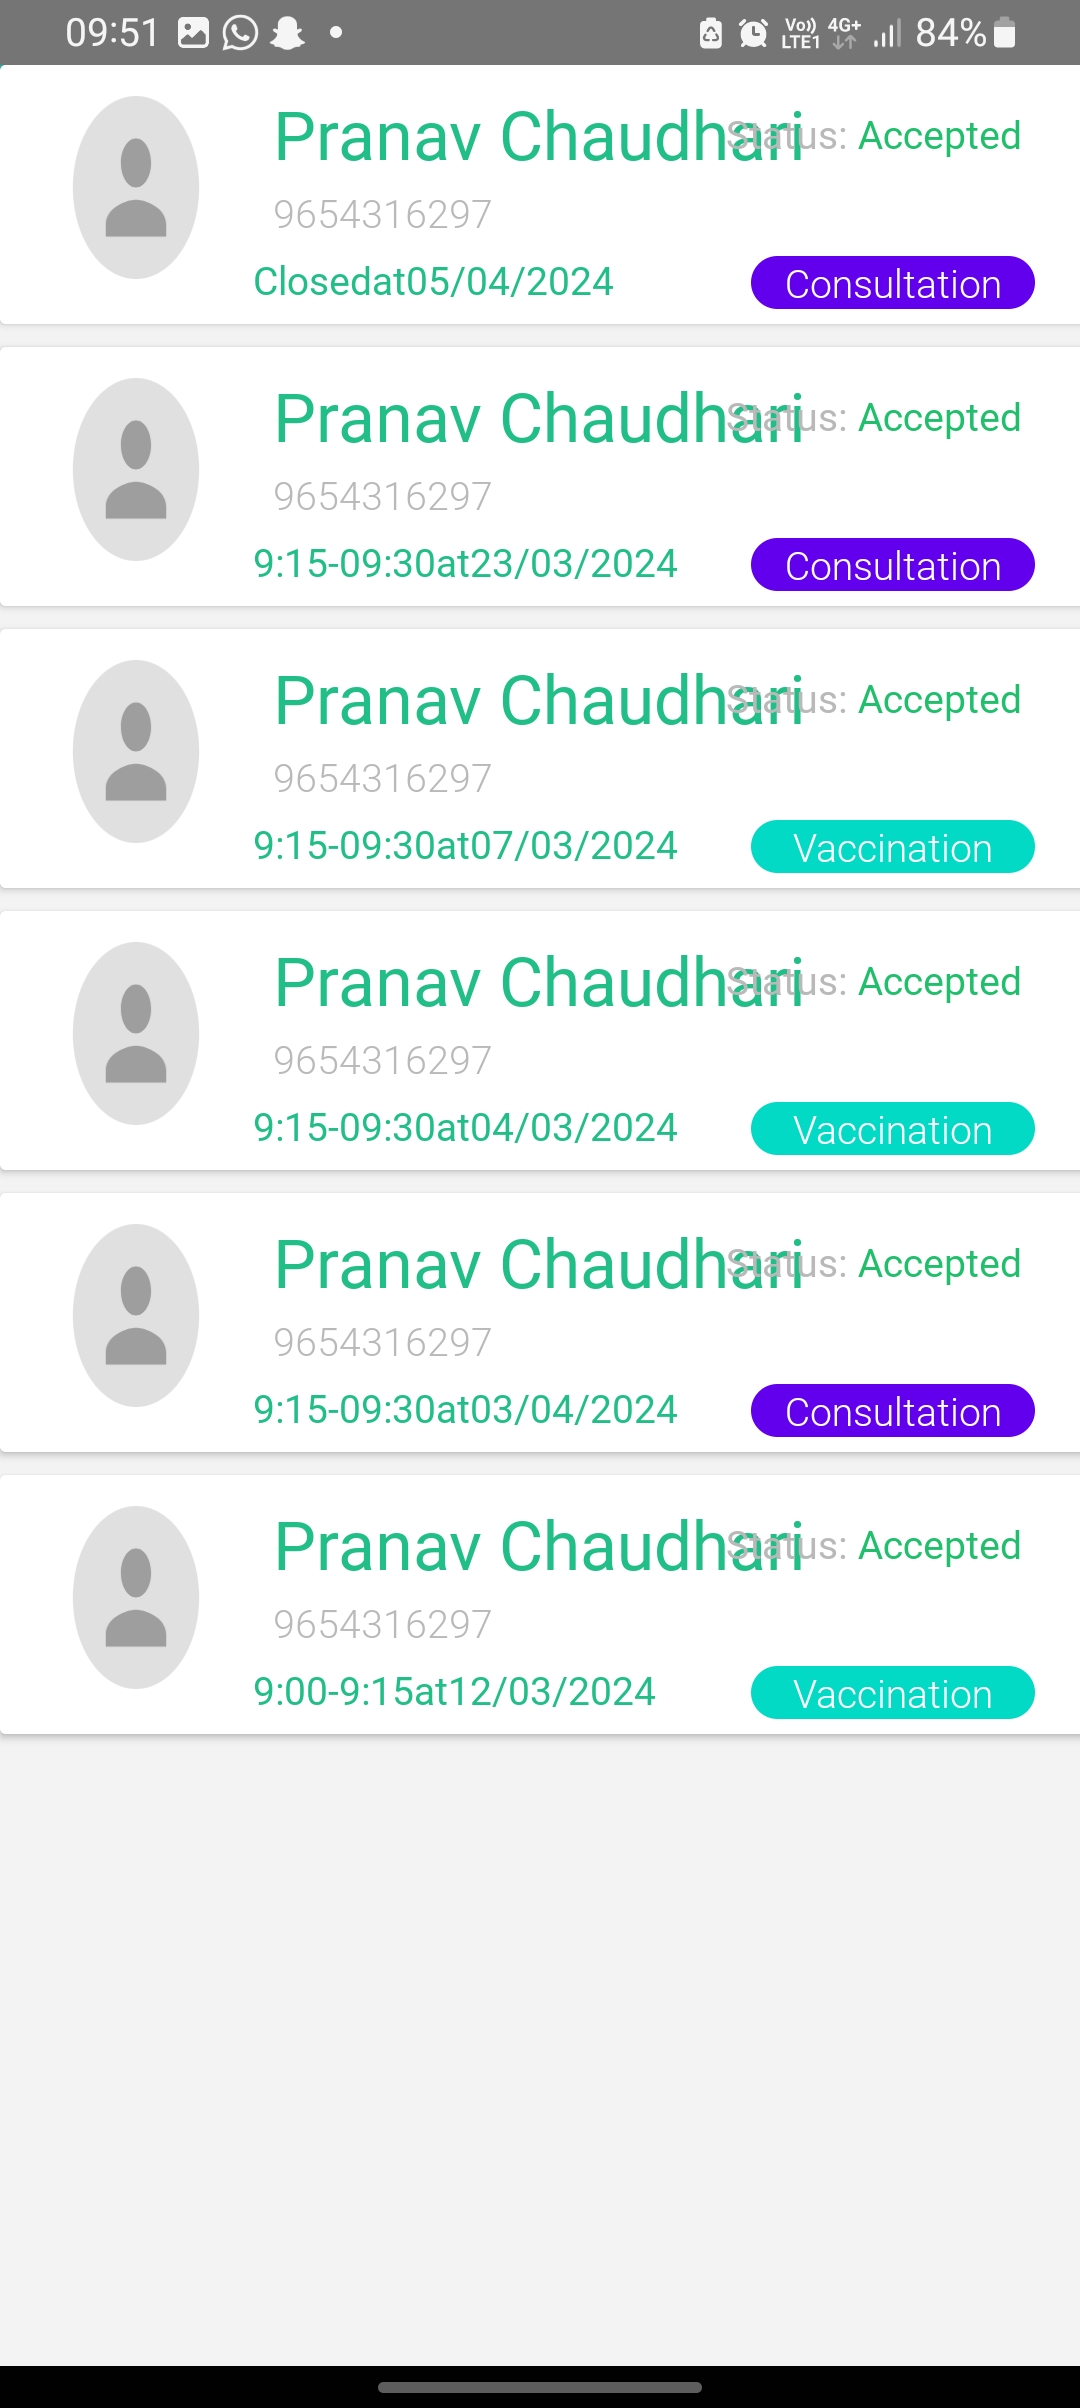 09:51 Vo)) LTE1 4G+ 84%
Pranav Chaudhari Status: Accepted
9654316297
Closedat05/04/2024 Consultation
Pranav Chaudhari Status: Accepted
9654316297
9:15-09:30at23/03/2024 Consultation
Pranav Chaudhari Status: Accepted
9654316297
9:15-09:30at07/03/2024 Vaccination
Pranav Chaudhari Status: Accepted
9654316297
9:15-09:30at04/03/2024 Vaccination
Pranav Chaudhari Status: Accepted
9654316297
9:15-09:30at03/04/2024 Consultation
Pranav Chaudhari Status: Accepted
9654316297
9:00-9:15at12/03/2024 Vaccination